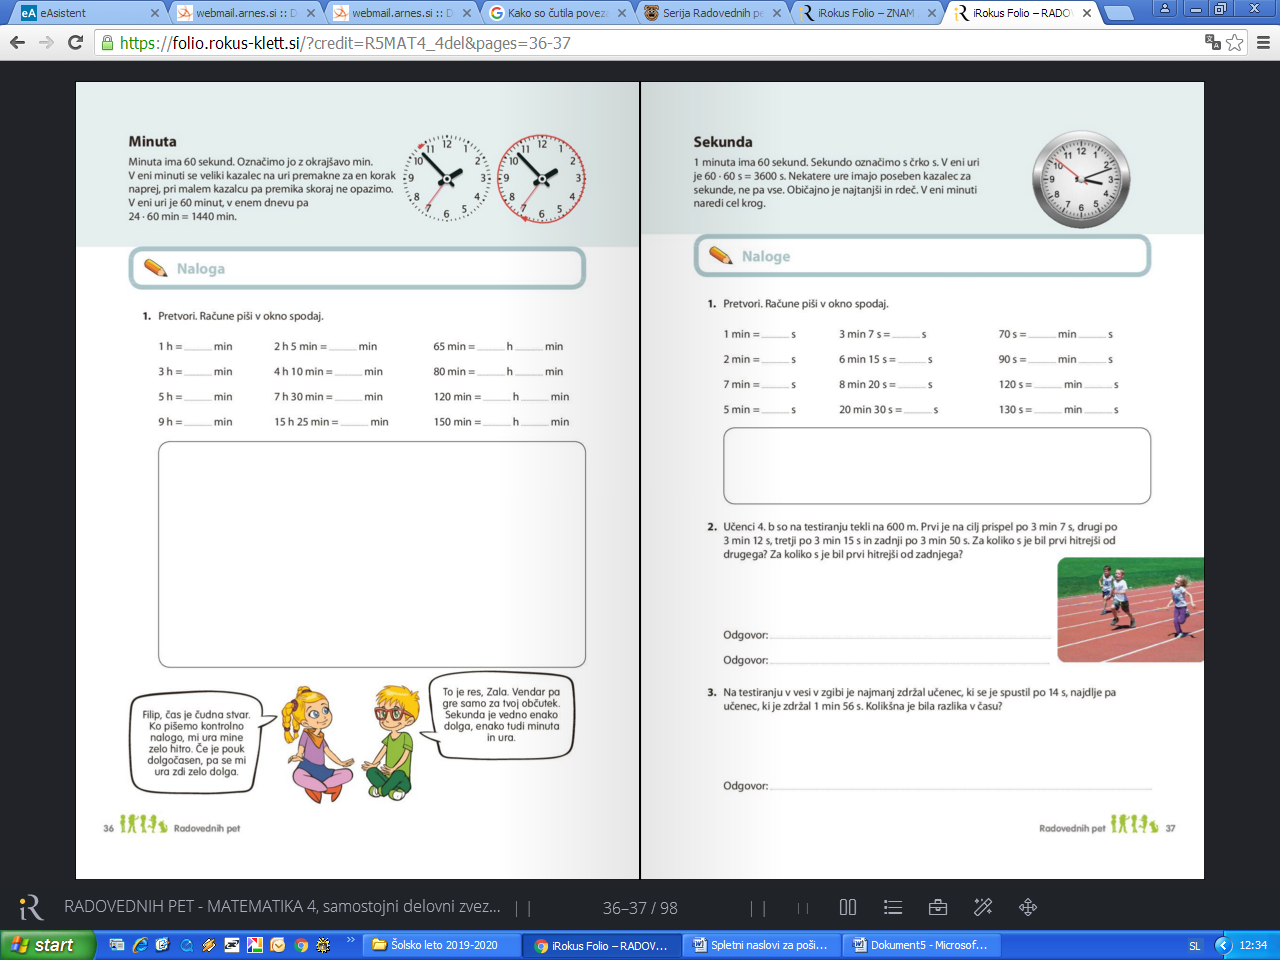 eAsistent
webmail.arnes.si :: D
webmail.arnes.si :: D
Kako so čutila poveza
Serija Radovednih pe
iRokus Folio – ZNAM
iRokus Folio – RADOV
https://folio.rokus-klett.si/?credit=R5MAT4_4del&pages=36-37
Minuta
Minuta ima 60 sekund. Označimo jo z okrajšavo min.
V eni minuti se veliki kazalec na uri premakne za en korak
naprej, pri malem kazalcu pa premika skoraj ne opazimo.
V eni uri je 60 minut, v enem dnevu pa
24 · 60 min = 1440 min.
Naloga
1. Pretvori. Račune piši v okno spodaj.
1 h = ____ min 2 h 5 min = ____ min 65 min = ____ h ____ min
3 h = ____ min 4 h 10 min = ____ min 80 min = ____ h ____ min
5 h = ____ min 7 h 30 min = ____ min 120 min = ____ h ____ min
9 h = ____ min 15 h 25 min = ____ min 150 min = ____ h ____ min
Filip, čas je čudna stvar.
Ko pišemo kontrolno
nalogo, mi ura mine
zelo hitro. Če je pouk
dolgočasen, pa se mi
ura zdi zelo dolga.
To je res, Zala. Vendar pa
gre samo za tvoj občutek.
Sekunda je vedno enako
dolga, enako tudi minuta
in ura.
36 Radovednih pet
Sekunda
1 minuta ima 60 sekund. Sekundo označimo s črko s. V eni uri
je 60 · 60 s = 3600 s. Nekatere ure imajo poseben kazalec za
sekunde, ne pa vse. Običajno je najtanjši in rdeč. V eni minuti
naredi cel krog.
Naloge
1. Pretvori. Račune piši v okno spodaj.
1 min = ____ s 3 min 7 s = ____ s 70 s = ____ min ____ s
2 min = ____ s 6 min 15 s = ____ s 90 s = ____ min ____ s
7 min = ____ s 8 min 20 s = ____ s 120 s = ____ min ____ s
5 min = ____ s 20 min 30 s = ____ s 130 s = ____ min ____ s
2. Učenci 4. b so na testiranju tekli na 600 m. Prvi je na cilj prispel po 3 min 7 s, drugi po
3 min 12 s, tretji po 3 min 15 s in zadnji po 3 min 50 s. Za koliko s je bil prvi hitrejši od
drugega? Za koliko s je bil prvi hitrejši od zadnjega?
Odgovor:
Odgovor:
3. Na testiranju v vesi v zgibi je najmanj zdržal učenec, ki se je spustil po 14 s, najdlje pa
učenec, ki je zdržal 1 min 56 s. Kolikšna je bila razlika v času?
Odgovor:
Radovednih pet 37
iR
RADOVEDNIH PET - MATEMATIKA 4, samostojni delovni zvez...
36–37 / 98
start
Šolsko leto 2019-2020
iRokus Folio – RADOV...
Spletni naslovi za poši...
Dokument5 - Microsof...
SL
12:34